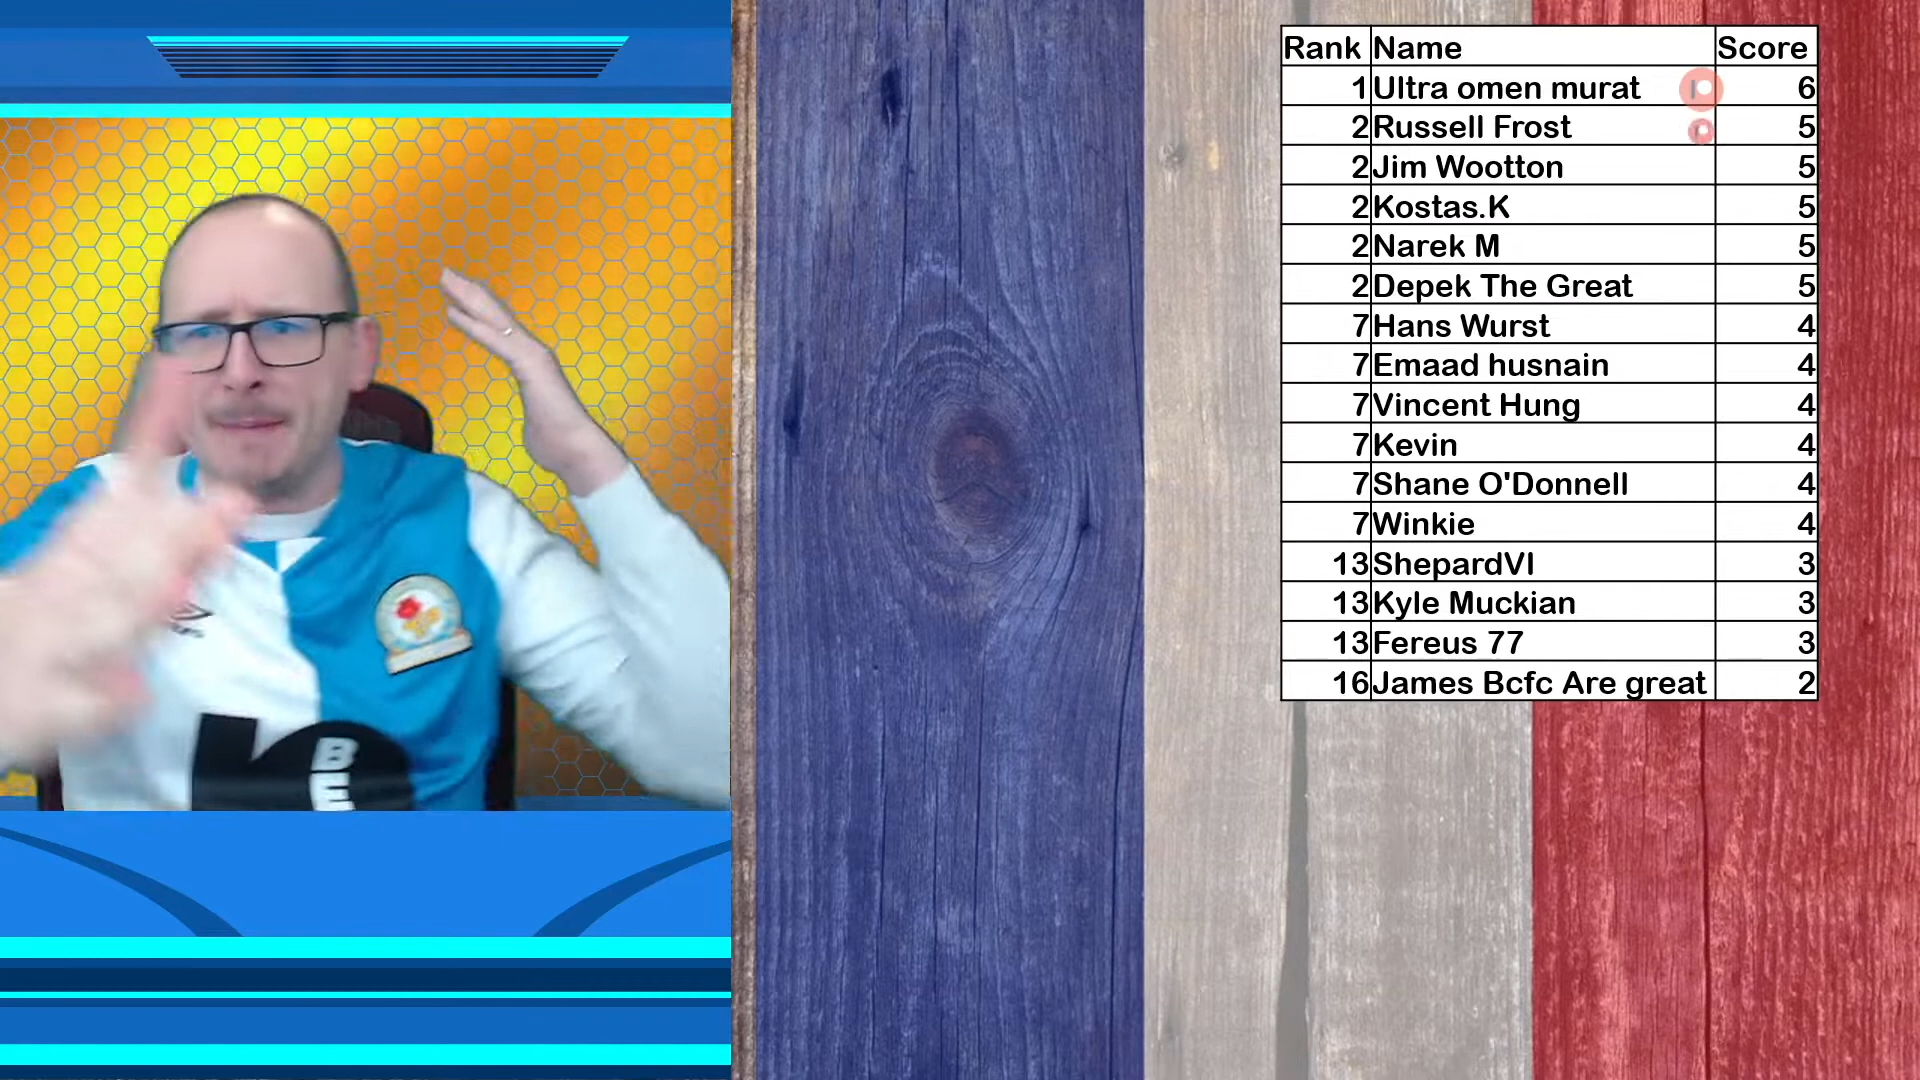 Rank Name Score
1 Ultra omen murat 6
2 Russell Frost 5
2 Jim Wootton 5
2 Kostas.K 5
2 Narek M 5
2 Depek The Great 5
7 Hans Wurst 4
7 Emaad husnain 4
7 Vincent Hung 4
7 Kevin 4
7 Shane O'Donnell 4
7 Winkie 4
13 ShepardVI 3
13 Kyle Muckian 3
13 Fereus 77 3
16 James Bcfc Are great 2
B
E